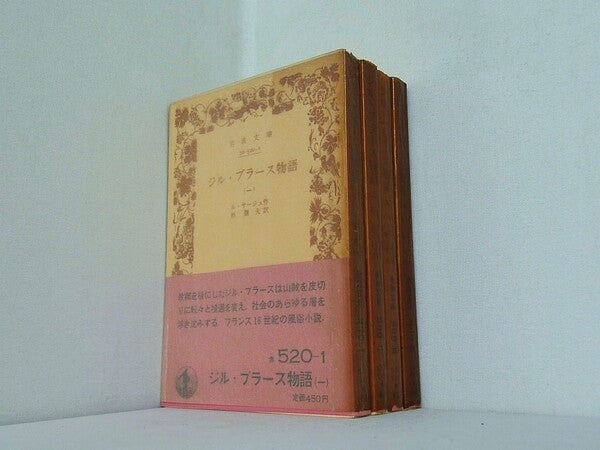 岩波文庫
ジル・ブラース物語
(一)
ル・サージュ作
杉 捷夫訳
故郷を後にしたジル・ブラースは山賊を皮切
りに転々と境遇を変え、社会のあらゆる層を
浮き沈みする。フランス18世紀の風俗小説.
赤 520-1
ジル・ブラース物語(一)
定価450円